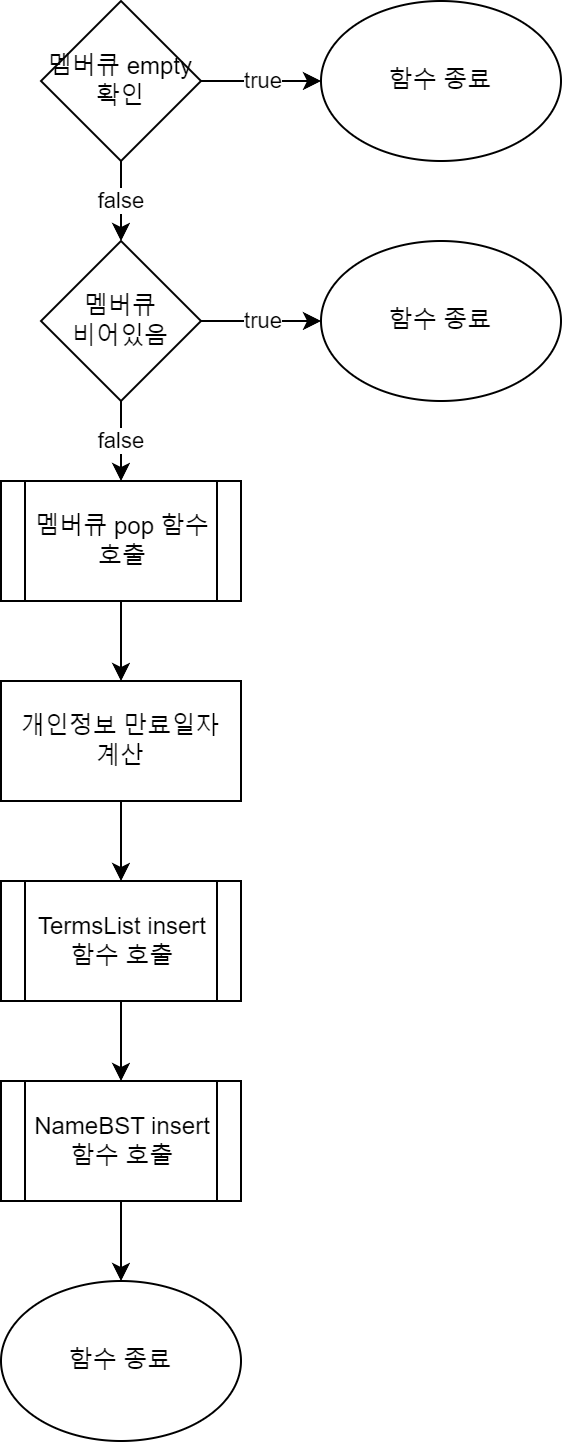 멤버큐 empty
확인
true
함수 종료
false
멤버큐
비어있음
true
함수 종료
false
멤버큐 pop 함수
호출
개인정보 만료일자
계산
TermsList insert
함수 호출
NameBST insert
함수 호출
함수 종료